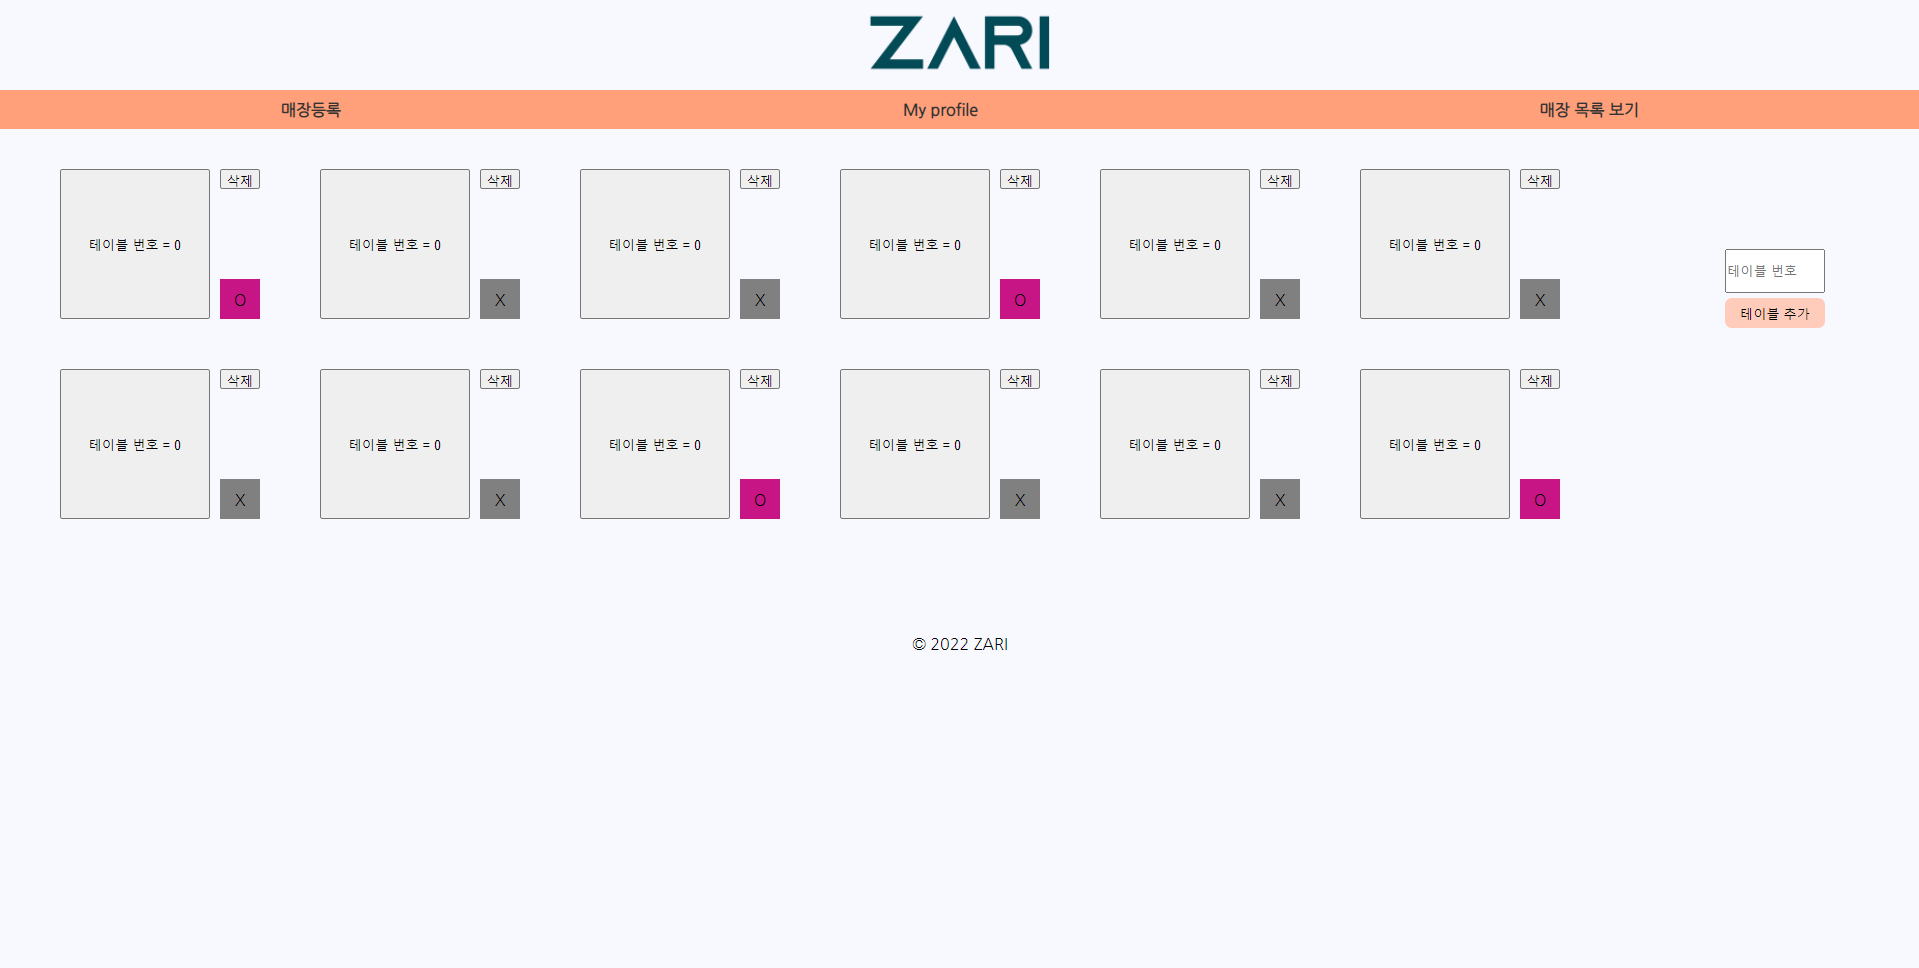 ZARI
매장등록 My profile 매장 목록 보기
삭제 삭제 삭제 삭제 삭제 삭제
테이블 번호 = 0 테이블 번호 = 0 테이블 번호 = 0 테이블 번호 = 0 테이블 번호 = 0 테이블 번호 = 0
테이블 번호
O X X O X X
테이블 추가
삭제 삭제 삭제 삭제 삭제 삭제
테이블 번호 = 0 테이블 번호 = 0 테이블 번호 = 0 테이블 번호 = 0 테이블 번호 = 0 테이블 번호 = 0
X X O X X O
© 2022 ZARI